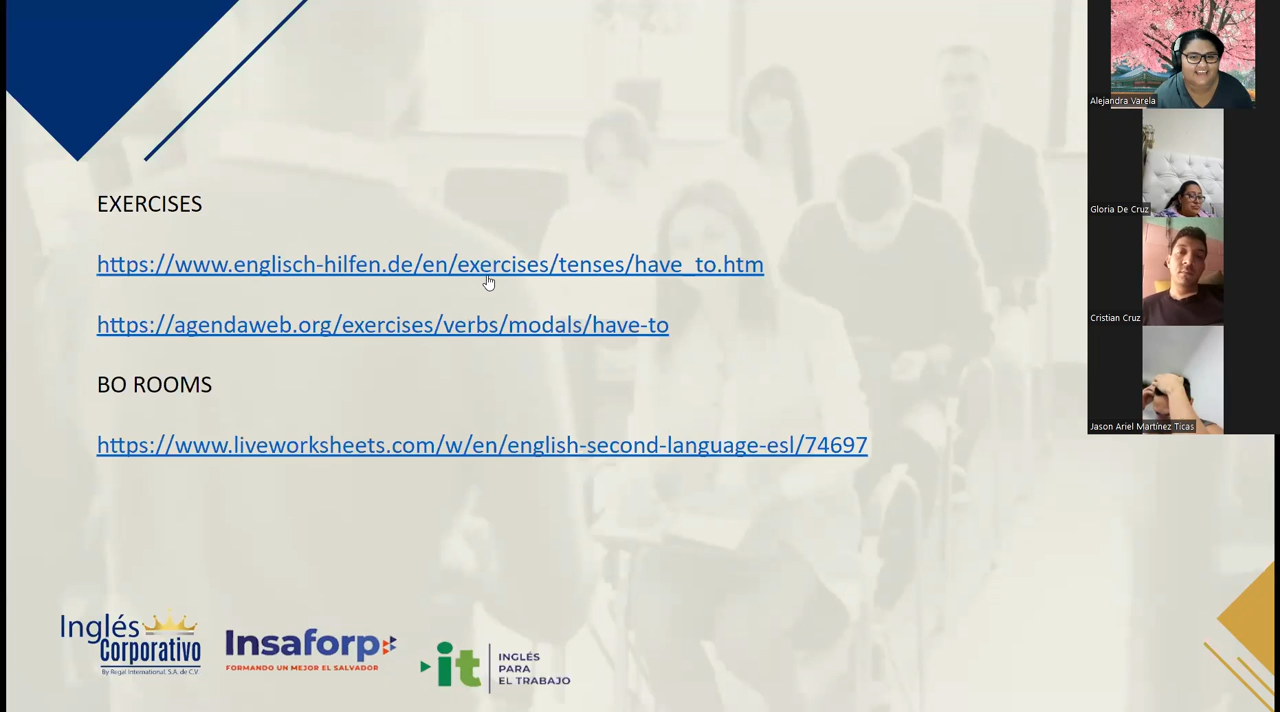 EXERCISES
https://www.englisch-hilfen.de/en/exercises/tenses/have_to.htm
https://agendaweb.org/exercises/verbs/modals/have-to
BO ROOMS
https://www.liveworksheets.com/w/en/english-second-language-esl/74697
Alejandra Varela
Gloria De Cruz
Cristian Cruz
Jason Ariel Martínez Ticas
Inglés
Corporativo
By Regal International, S.A. de C.V.
Insaforp
FORMANDO UN MEJOR EL SALVADOR
it
INGLÉS
PARA
EL TRABAJO